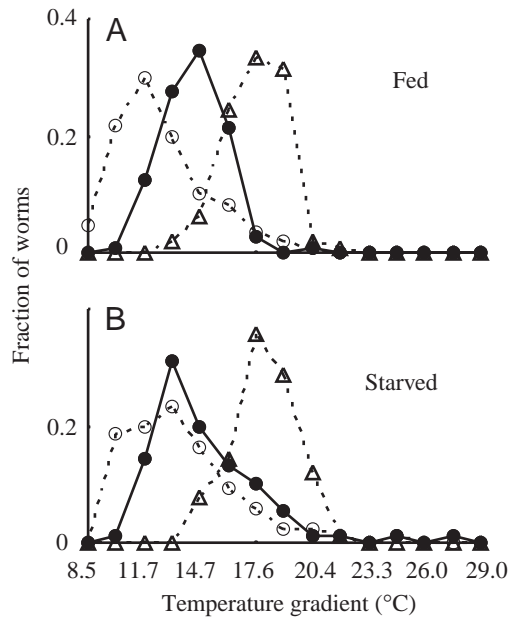 0.4
A
Fed
0.2
0
Fraction of worms
B
Starved
0.2
0
8.5 11.7 14.7 17.6 20.4 23.3 26.0 29.0
Temperature gradient (°C)